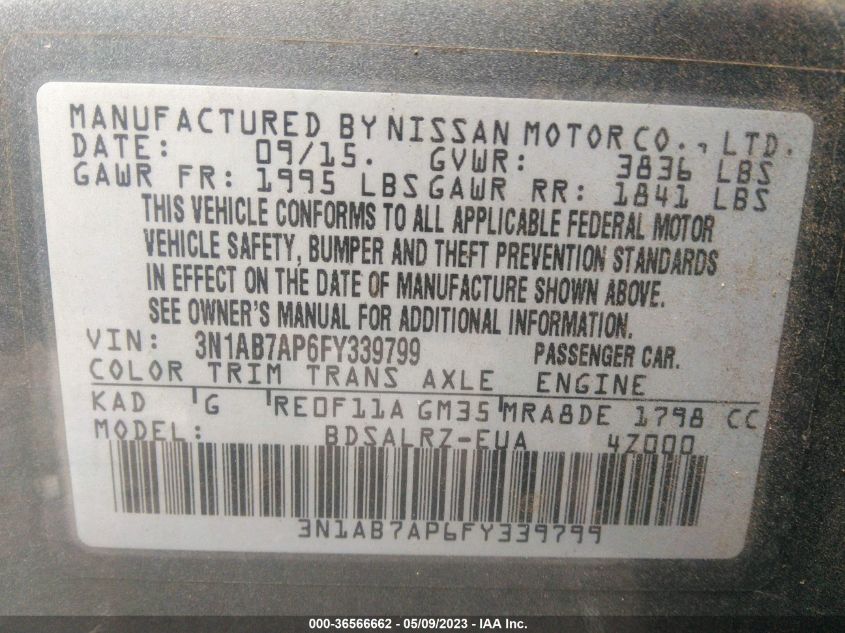 MANUFACTURED BY NISSAN MOTOR CO., LTD.
DATE: 09/15. GVWR: 3836 LBS
GAWR FR: 1995 LBS GAWR RR: 1841 LBS
THIS VEHICLE CONFORMS TO ALL APPLICABLE FEDERAL MOTOR
VEHICLE SAFETY, BUMPER AND THEFT PREVENTION STANDARDS
IN EFFECT ON THE DATE OF MANUFACTURE SHOWN ABOVE.
SEE OWNER'S MANUAL FOR ADDITIONAL INFORMATION.
VIN: 3N1AB7AP6FY339799 PASSENGER CAR.
COLOR TRIM TRANS AXLE ENGINE
KAD G RE0F11A GM35 MRA8DE 1798 CC
MODEL: BDSALRZ-EUA 4Z000
3N1AB7AP6FY339799
000-36566662 - 05/09/2023 - IAA Inc.